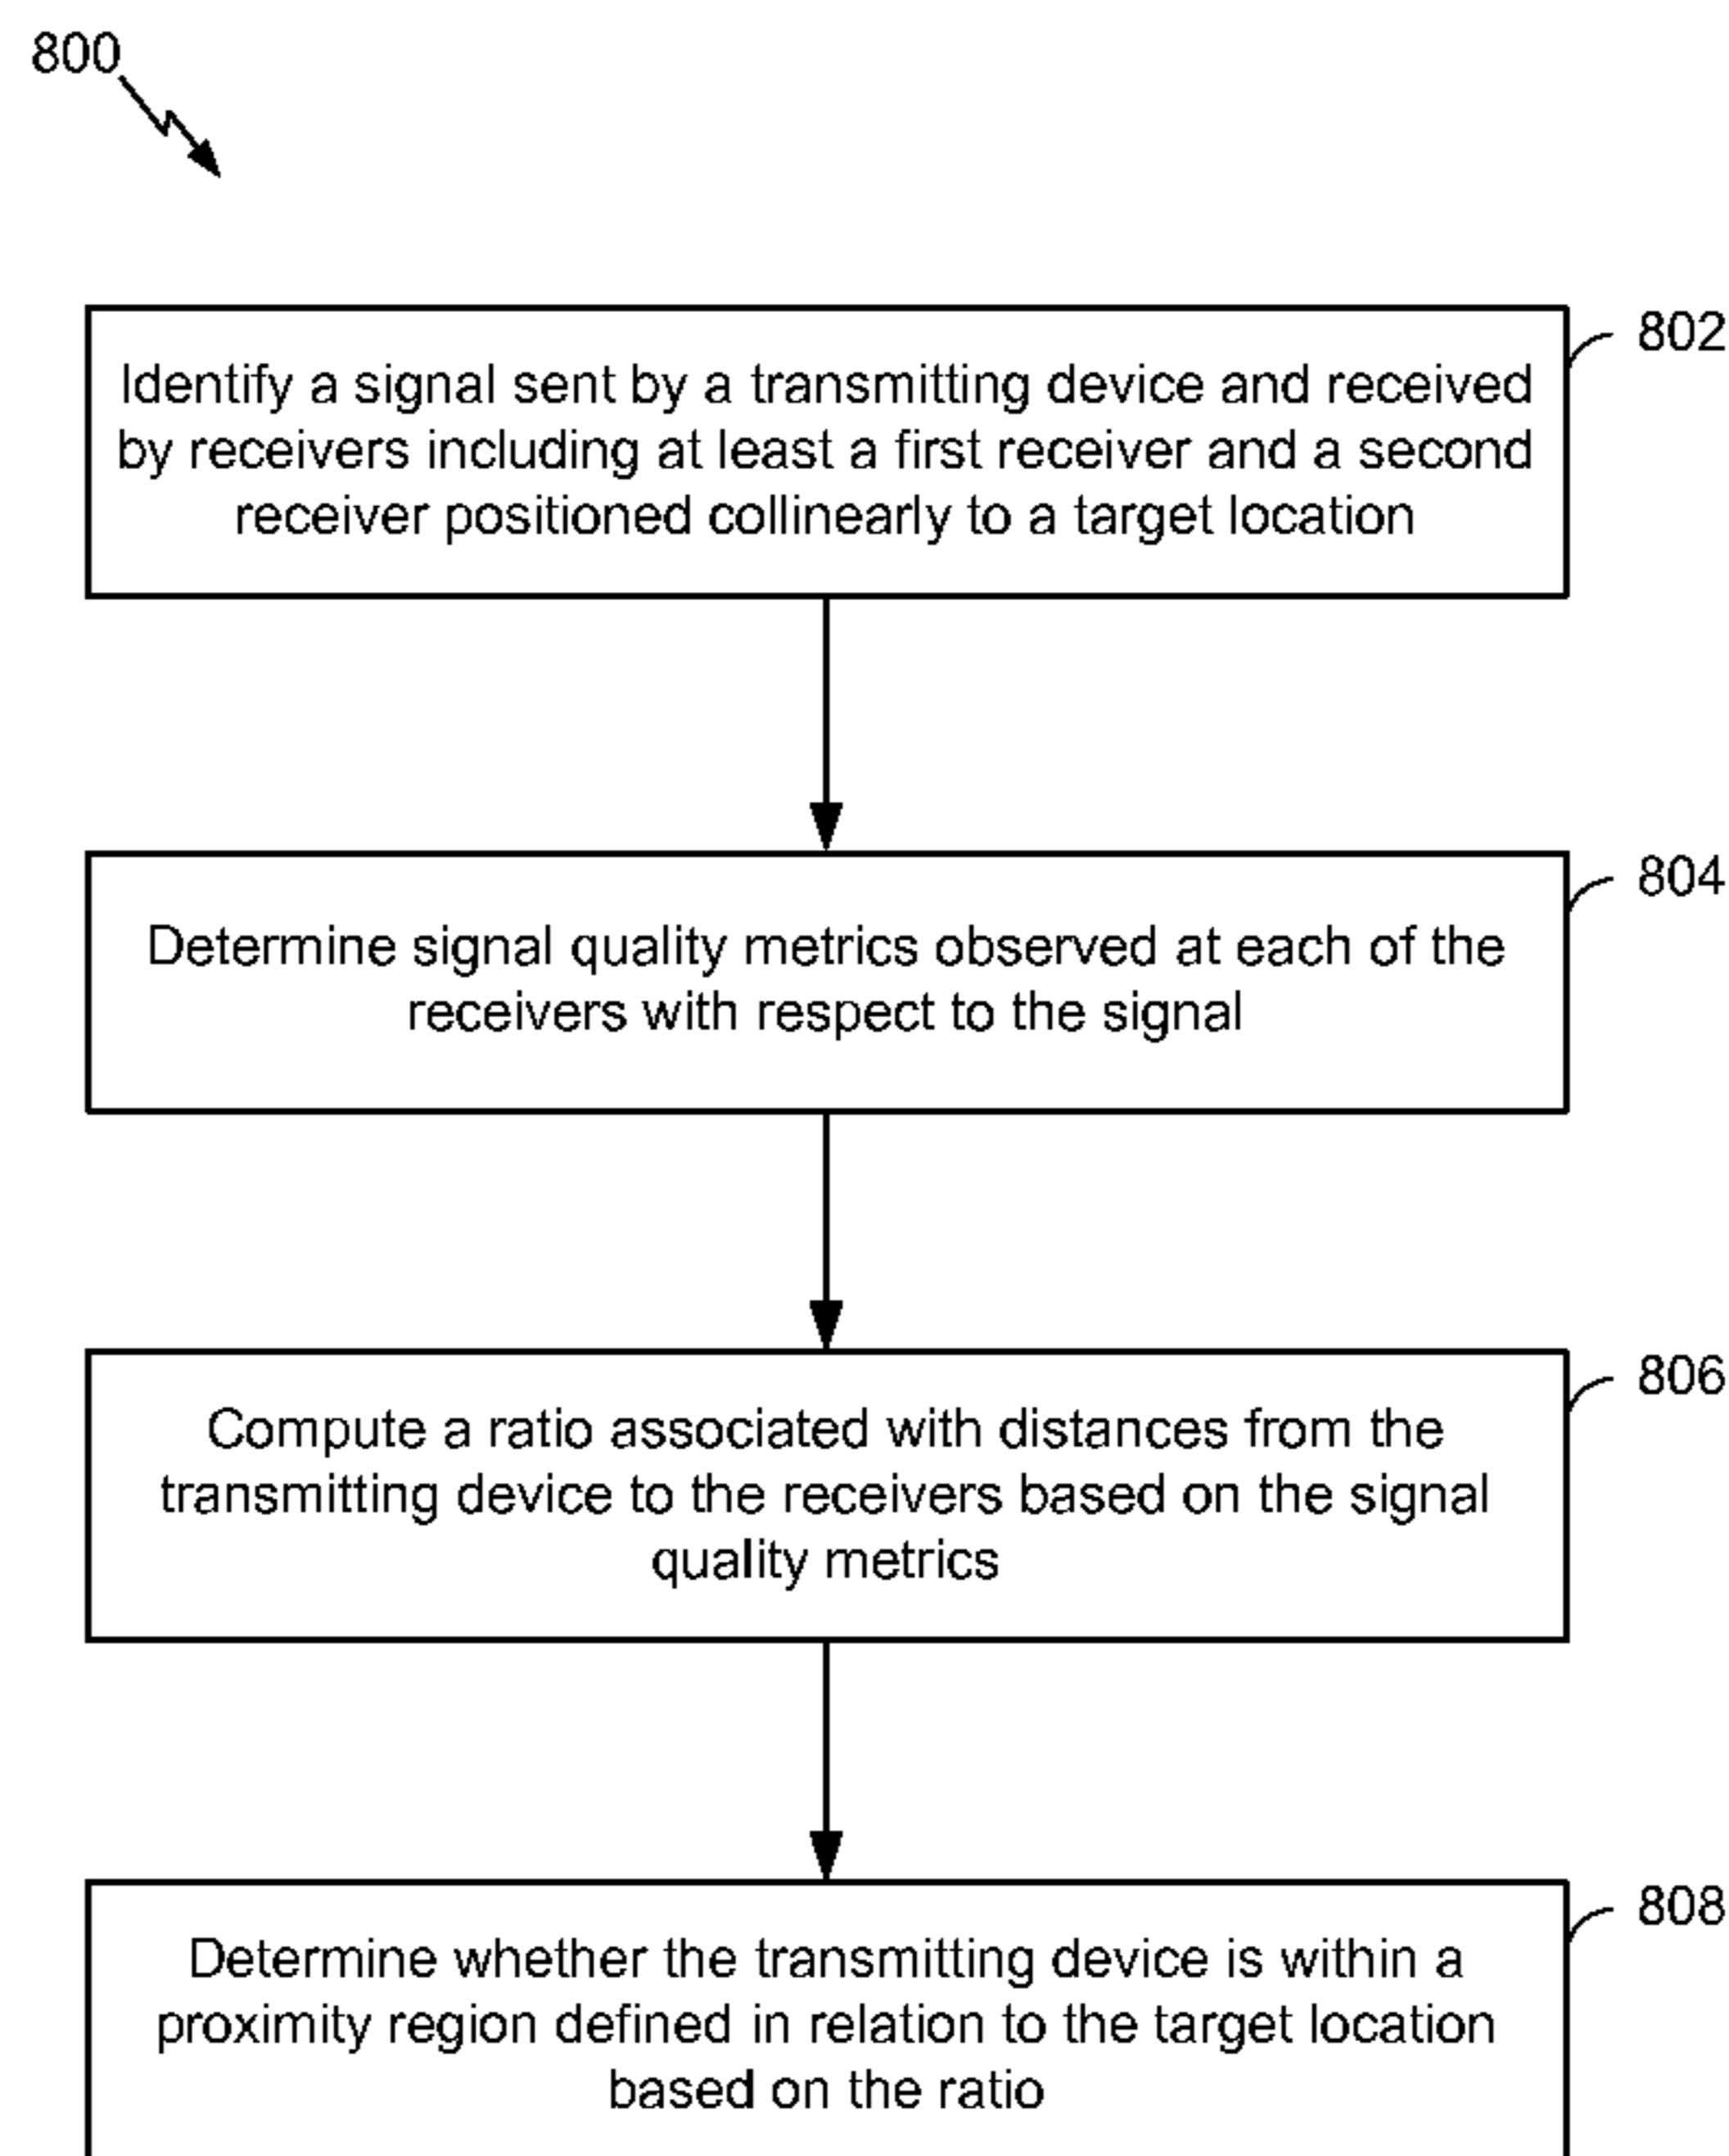 800
802
Identify a signal sent by a transmitting device and received
by receivers including at least a first receiver and a second
receiver positioned collinearly to a target location
804
Determine signal quality metrics observed at each of the
receivers with respect to the signal
806
Compute a ratio associated with distances from the
transmitting device to the receivers based on the signal
quality metrics
808
Determine whether the transmitting device is within a
proximity region defined in relation to the target location
based on the ratio